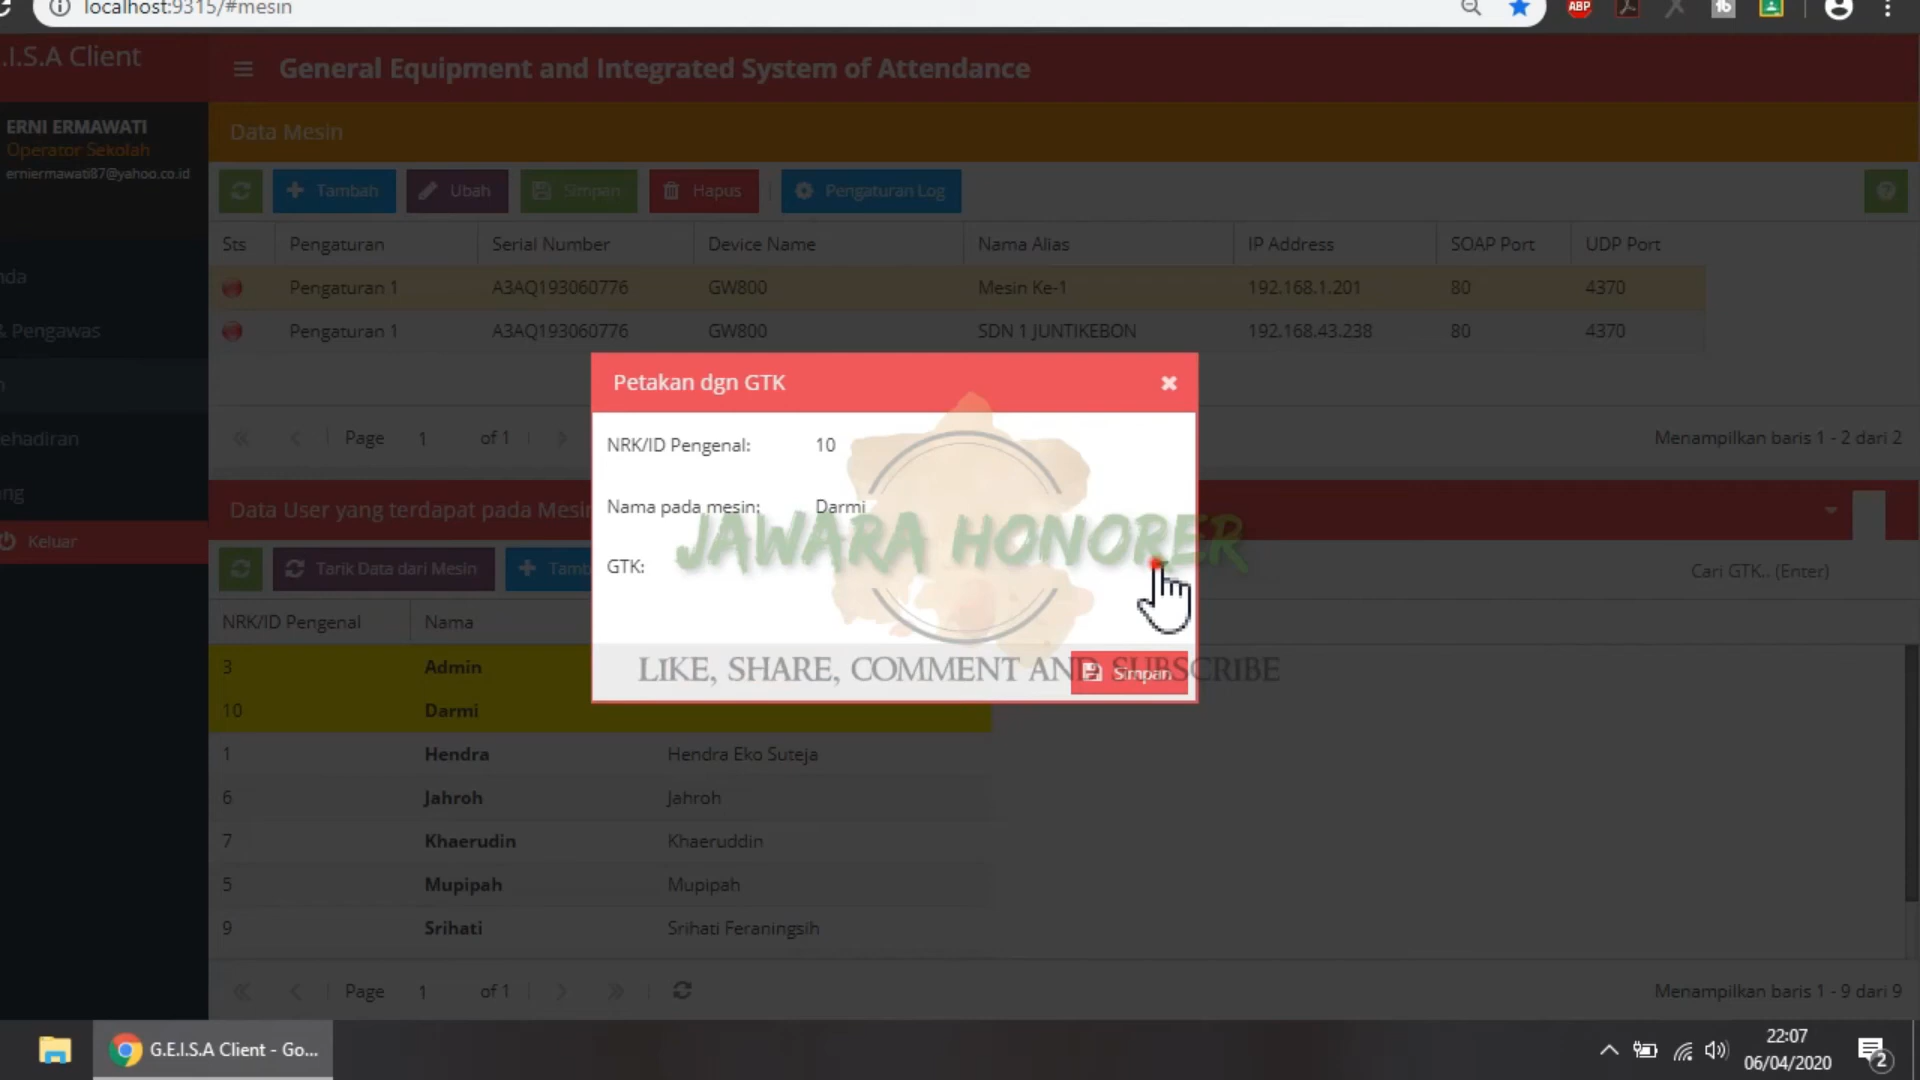 localhost:9315/#mesin
ABP
.I.S.A Client
General Equipment and Integrated System of Attendance
ERNI ERMAWATI
Operator Sekolah
erniermawati87@yahoo.co.id
Data Mesin
Tambah
Ubah
Simpan
Hapus
Pengaturan Log
Sts Pengaturan Serial Number Device Name Nama Alias IP Address SOAP Port UDP Port
Pengaturan 1 A3AQ193060776 GW800 Mesin Ke-1 192.168.1.201 80 4370
Pengaturan 1 A3AQ193060776 GW800 SDN 1 JUNTIKEBON 192.168.43.238 80 4370
nda
& Pengawas
n
ehadiran
ng
Keluar
Page 1 of 1
Menampilkan baris 1 - 2 dari 2
Petakan dgn GTK
NRK/ID Pengenal: 10
Nama pada mesin: Darmi
GTK:
Simpan
JAWARA HONORER
LIKE, SHARE, COMMENT AND SUBSCRIBE
Data User yang terdapat pada Mesin
Tarik Data dari Mesin
Tamb
Cari GTK.. (Enter)
NRK/ID Pengenal Nama
3 Admin
10 Darmi
1 Hendra Hendra Eko Suteja
6 Jahroh Jahroh
7 Khaerudin Khaeruddin
5 Mupipah Mupipah
9 Srihati Srihati Feraningsih
Page 1 of 1
Menampilkan baris 1 - 9 dari 9
G.E.I.S.A Client - Go...
22:07
06/04/2020
2